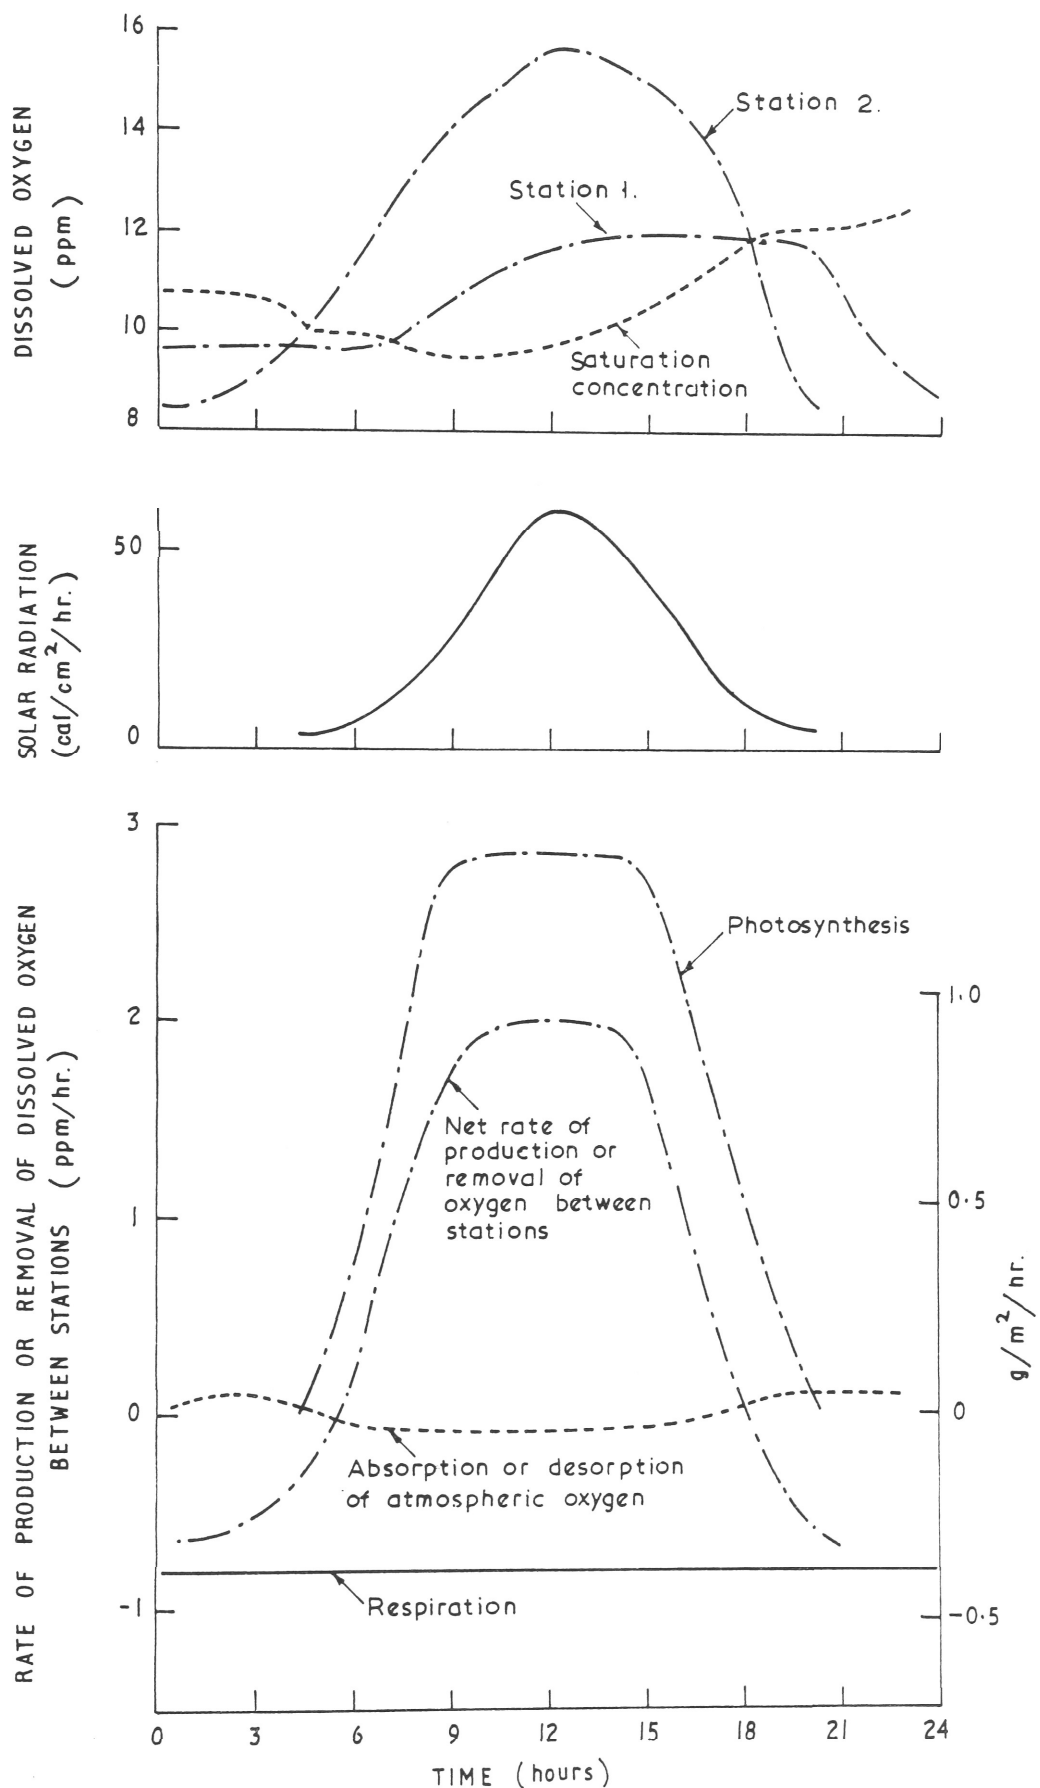 DISSOLVED OXYGEN
(ppm)
16
14
12
10
8
Station 2.
Station 1.
Saturation
concentration
SOLAR RADIATION
(cal/cm²/hr.)
50
0
RATE OF PRODUCTION OR REMOVAL OF DISSOLVED OXYGEN
BETWEEN STATIONS (ppm/hr.)
3
2
1
0
-1
Photosynthesis
Net rate of
production or
removal of
oxygen between
stations
Absorption or desorption
of atmospheric oxygen
Respiration
1.0
0.5
0
-0.5
g/m²/hr.
0 3 6 9 12 15 18 21 24
TIME (hours)